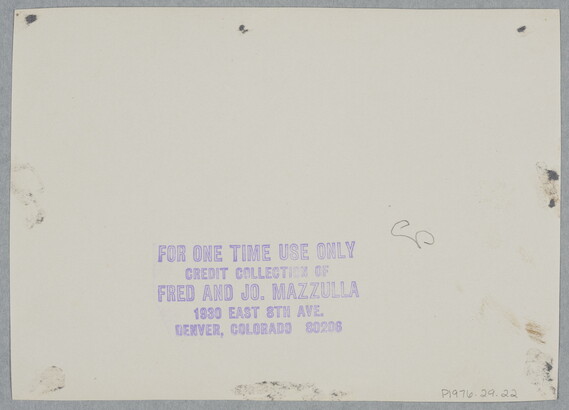 FOR ONE TIME USE ONLY
CREDIT COLLECTION OF
FRED AND JO. MAZZULLA
1930 EAST 8TH AVE.
DENVER, COLORADO 80206
P1976.29.22